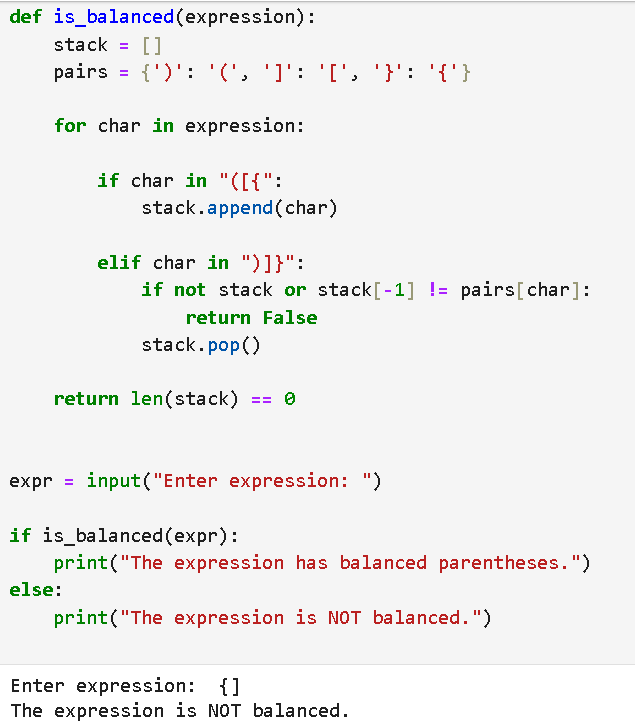 def is_balanced(expression):
    stack = []
    pairs = {')': '(', ']': '[', '}': '{'}

    for char in expression:

        if char in "([{":
            stack.append(char)

        elif char in ")]}":
            if not stack or stack[-1] != pairs[char]:
                return False
            stack.pop()

    return len(stack) == 0


expr = input("Enter expression: ")

if is_balanced(expr):
    print("The expression has balanced parentheses.")
else:
    print("The expression is NOT balanced.")

Enter expression:  {]
The expression is NOT balanced.